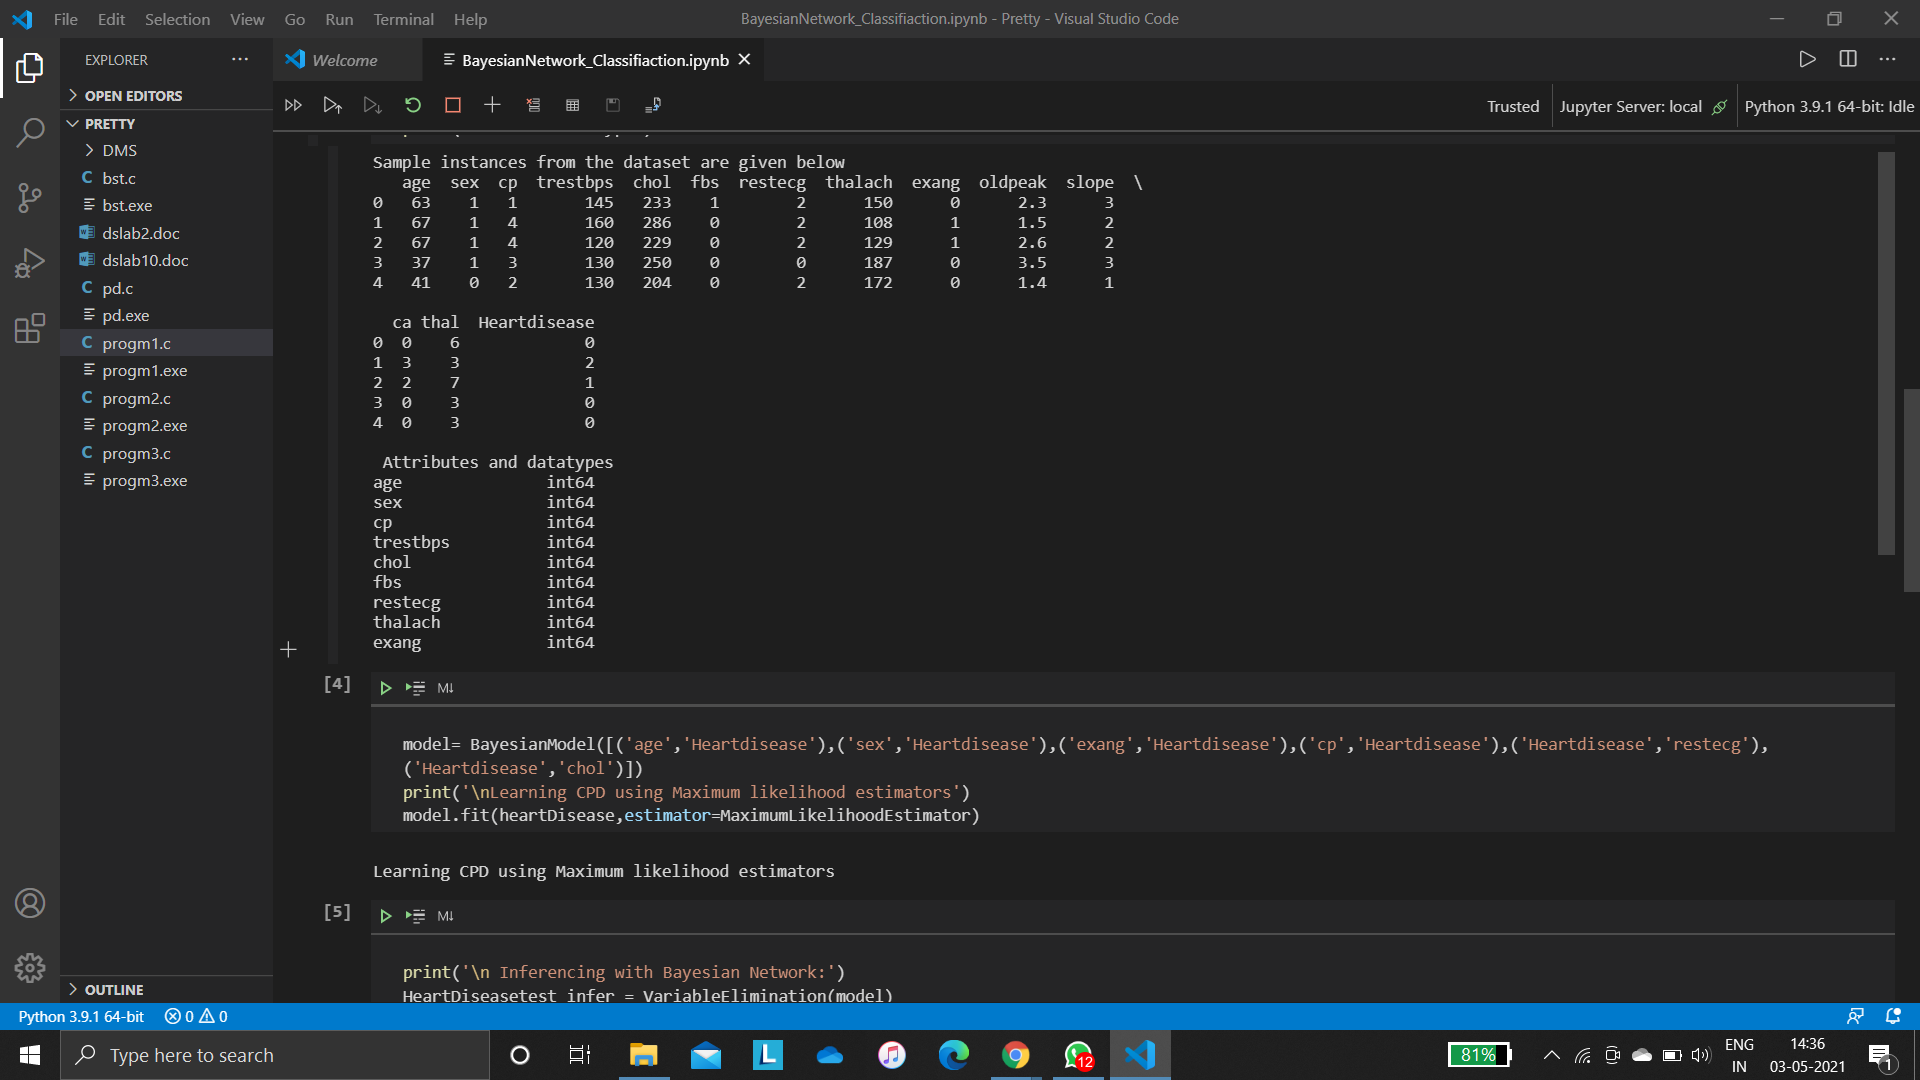 File Edit Selection View Go Run Terminal Help
BayesianNetwork_Classifiaction.ipynb - Pretty - Visual Studio Code
EXPLORER
OPEN EDITORS
PRETTY
DMS
bst.c
bst.exe
dslab2.doc
dslab10.doc
pd.c
pd.exe
progm1.c
progm1.exe
progm2.c
progm2.exe
progm3.c
progm3.exe
OUTLINE
Welcome
BayesianNetwork_Classifiaction.ipynb
Trusted
Jupyter Server: local
Python 3.9.1 64-bit: Idle
Sample instances from the dataset are given below
age sex cp trestbps chol fbs restecg thalach exang oldpeak slope \
0 63 1 1 145 233 1 2 150 0 2.3 3
1 67 1 4 160 286 0 2 108 1 1.5 2
2 67 1 4 120 229 0 2 129 1 2.6 2
3 37 1 3 130 250 0 0 187 0 3.5 3
4 41 0 2 130 204 0 2 172 0 1.4 1
ca thal Heartdisease
0 0 6 0
1 3 3 2
2 2 7 1
3 0 3 0
4 0 3 0
Attributes and datatypes
age int64
sex int64
cp int64
trestbps int64
chol int64
fbs int64
restecg int64
thalach int64
exang int64
[4]
M↓
model= BayesianModel([('age','Heartdisease'),('sex','Heartdisease'),('exang','Heartdisease'),('cp','Heartdisease'),('Heartdisease','restecg'),
('Heartdisease','chol')])
print('\nLearning CPD using Maximum likelihood estimators')
model.fit(heartDisease,estimator=MaximumLikelihoodEstimator)
Learning CPD using Maximum likelihood estimators
[5]
M↓
print('\n Inferencing with Bayesian Network:')
HeartDiseasetest_infer = VariableElimination(model)
Python 3.9.1 64-bit 0 0
Type here to search
L
12
81%
ENG
IN
14:36
03-05-2021
1